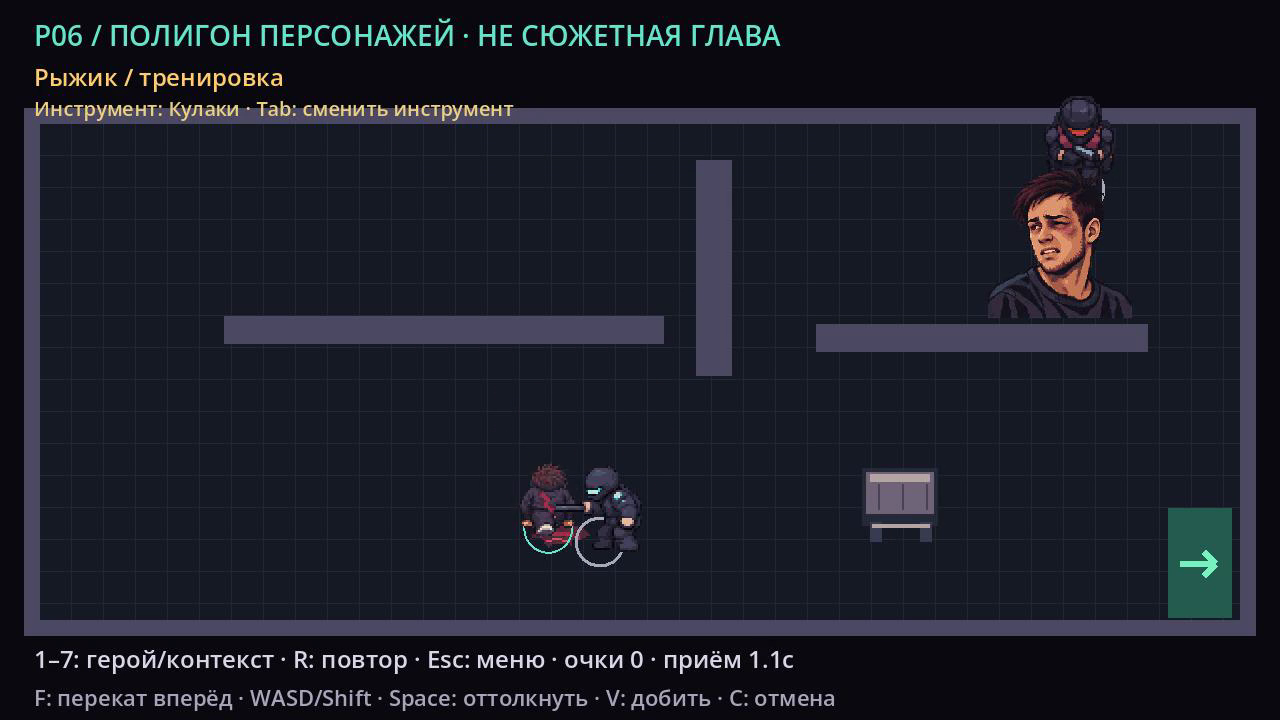 P06 / ПОЛИГОН ПЕРСОНАЖЕЙ · НЕ СЮЖЕТНАЯ ГЛАВА
Рыжик / тренировка
Инструмент: Кулаки · Tab: сменить инструмент
1–7: герой/контекст · R: повтор · Esc: меню · очки 0 · приём 1.1с
F: перекат вперёд · WASD/Shift · Space: оттолкнуть · V: добить · C: отмена